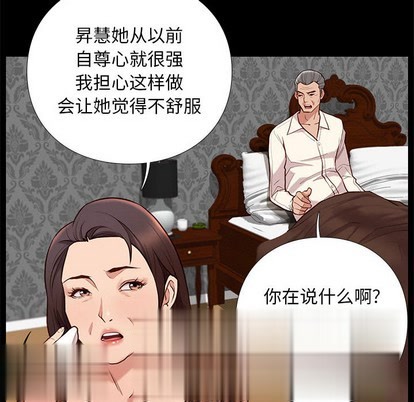 昇慧她从以前
自尊心就很强
我担心这样做
会让她觉得不舒服
你在说什么啊?